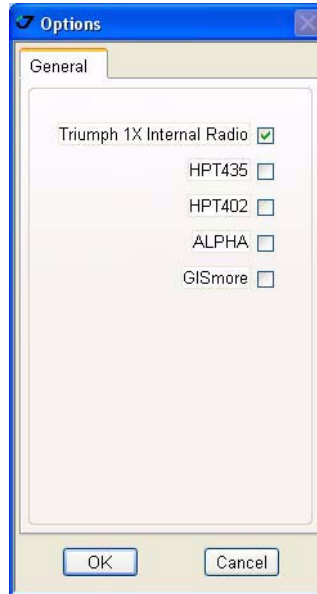 Options
General
Triumph 1X Internal Radio
HPT435
HPT402
ALPHA
GISmore
OK
Cancel